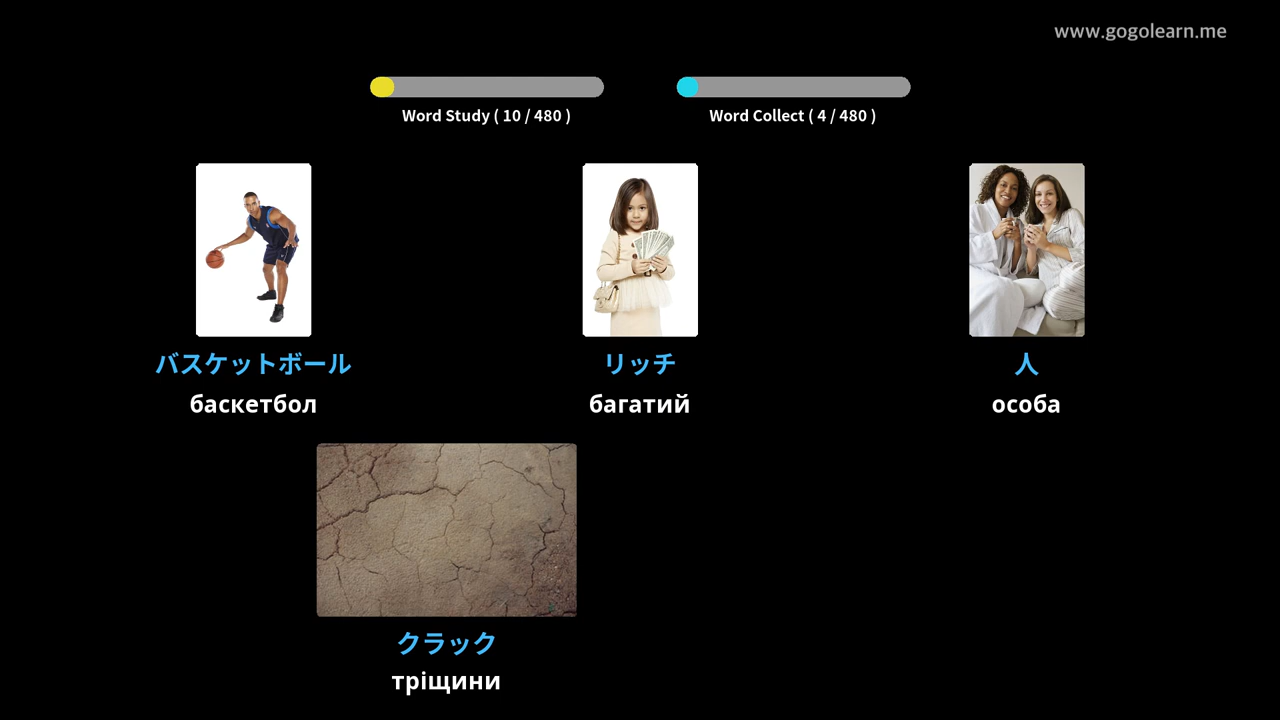 www.gogolearn.me
Word Study ( 10 / 480 )
Word Collect ( 4 / 480 )
バスケットボール
баскетбол
リッチ
багатий
人
особа
クラック
тріщини